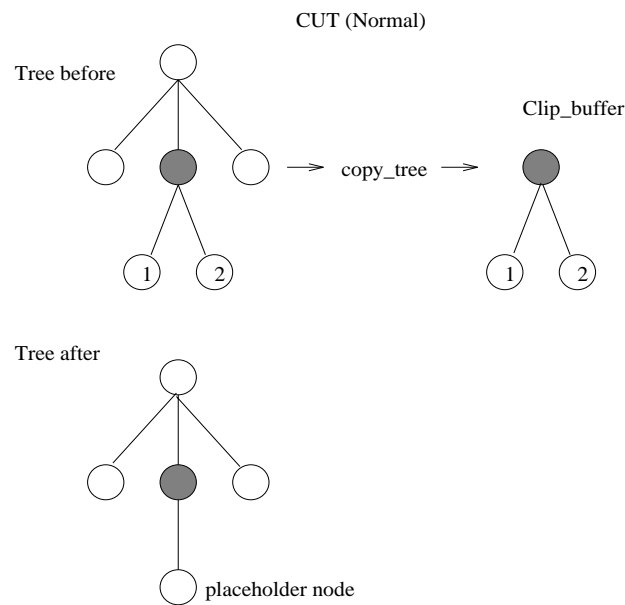 CUT (Normal)
Tree before
Clip_buffer
copy_tree
1
2
1
2
Tree after
placeholder node